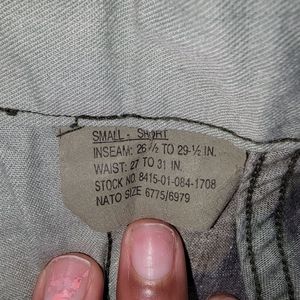 SMALL - SHORT
INSEAM: 26 ½ TO 29-½ IN.
WAIST: 27 TO 31 IN.
STOCK NO. 8415-01-084-1708
NATO SIZE 6775/6979